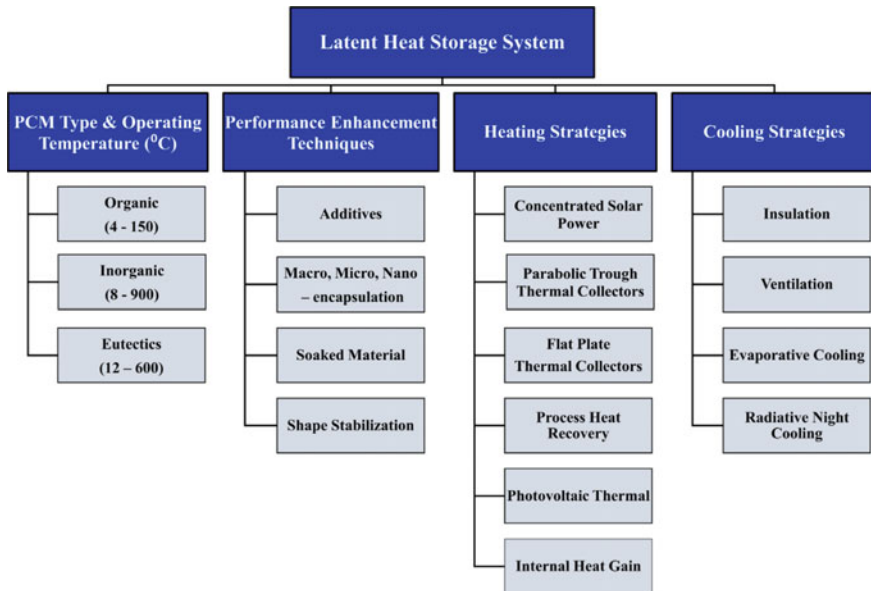 Latent Heat Storage System
PCM Type & Operating
Temperature (⁰C)
Organic
(4 - 150)
Inorganic
(8 - 900)
Eutectics
(12 – 600)
Performance Enhancement
Techniques
Additives
Macro, Micro, Nano
– encapsulation
Soaked Material
Shape Stabilization
Heating Strategies
Concentrated Solar
Power
Parabolic Trough
Thermal Collectors
Flat Plate
Thermal Collectors
Process Heat
Recovery
Photovoltaic Thermal
Internal Heat Gain
Cooling Strategies
Insulation
Ventilation
Evaporative Cooling
Radiative Night
Cooling